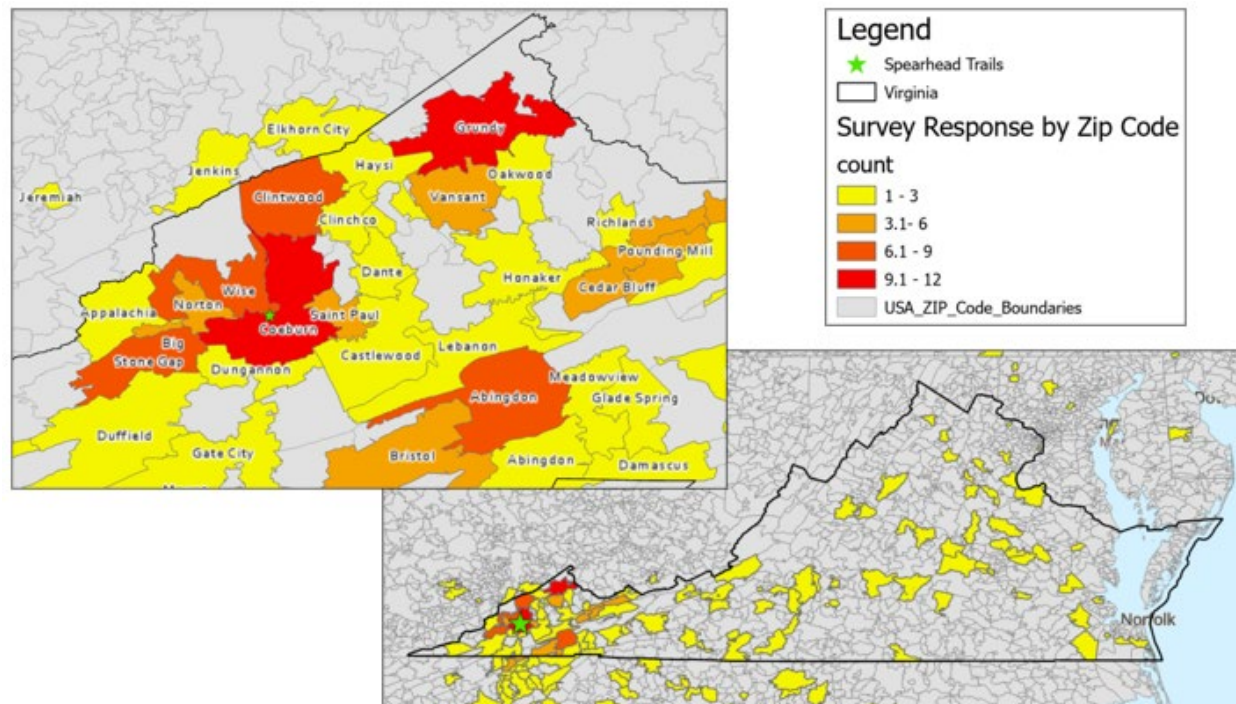 Legend
Spearhead Trails
Virginia
Survey Response by Zip Code
count
1 - 3
3.1- 6
6.1 - 9
9.1 - 12
USA_ZIP_Code_Boundaries
Elkhorn City
Grundy
Jenkins
Haysi
Oakwood
Jeremiah
Clintwood
Vansant
Clinchco
Richlands
Pounding Mill
Dante
Honaker
Cedar Bluff
Wise
Norton
Appalachia
Saint Paul
Coeburn
Big
Stone Gap
Lebanon
Castlewood
Dungannon
Meadowview
Abingdon
Glade Spring
Duffield
Gate City
Bristol
Abingdon
Damascus
Norfolk